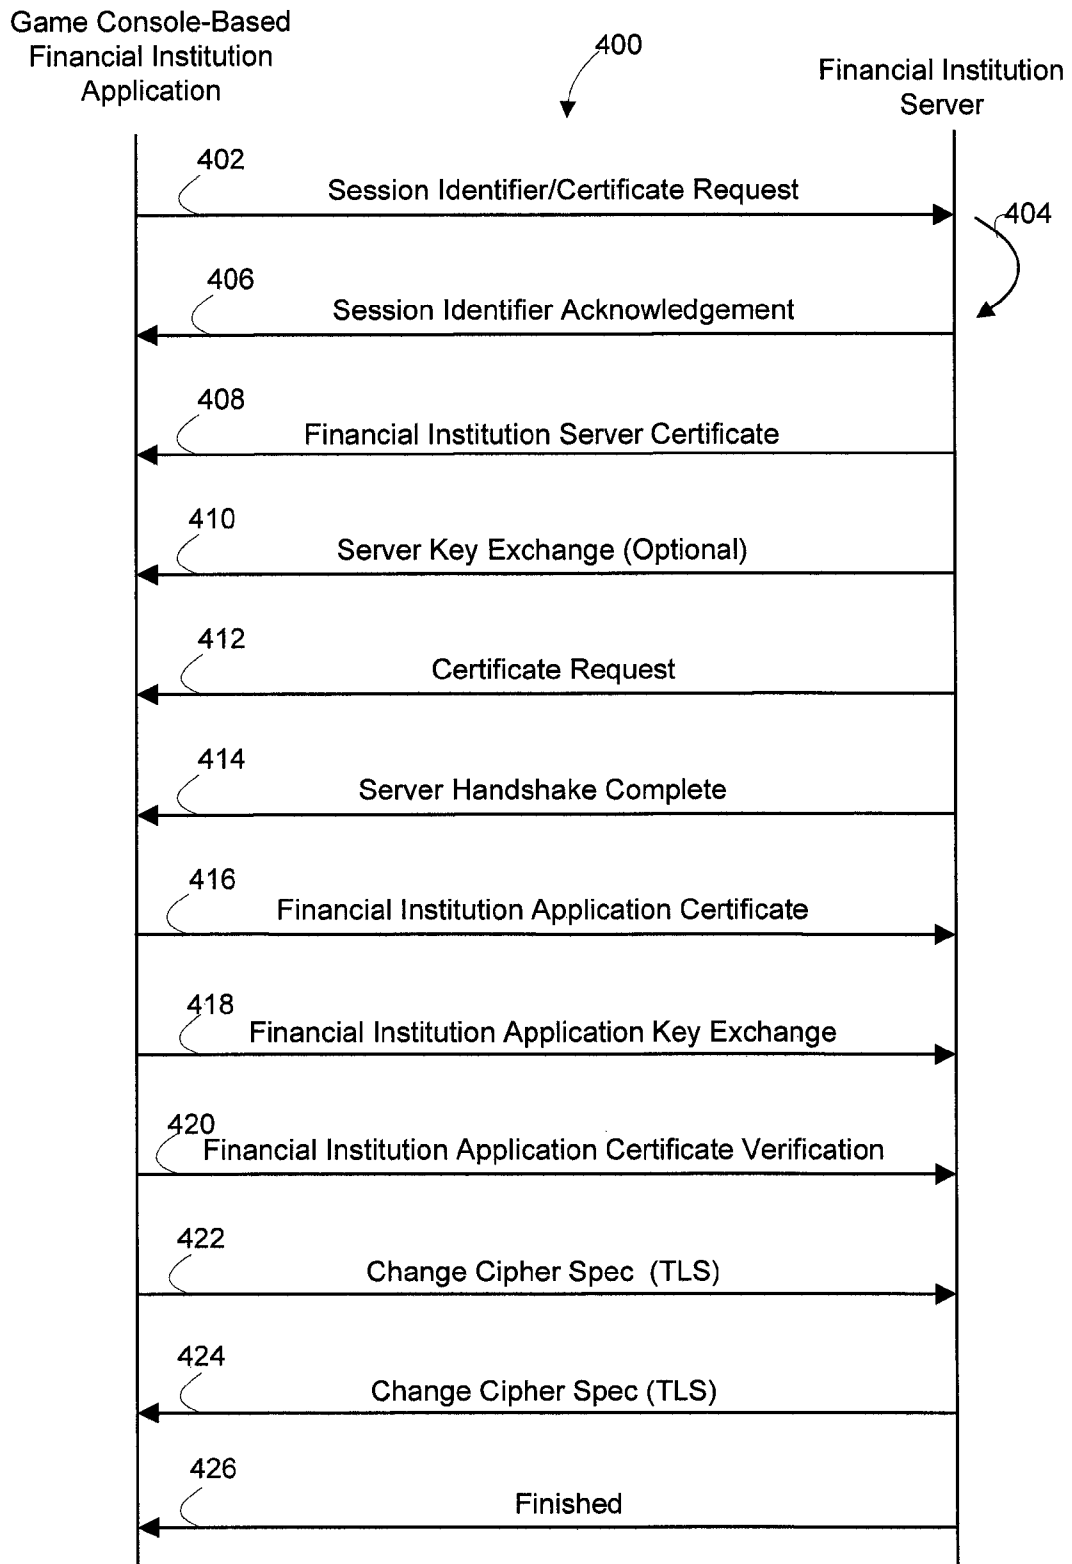 Game Console-Based
Financial Institution
Application
400
Financial Institution
Server
402
Session Identifier/Certificate Request
404
406
Session Identifier Acknowledgement
408
Financial Institution Server Certificate
410
Server Key Exchange (Optional)
412
Certificate Request
414
Server Handshake Complete
416
Financial Institution Application Certificate
418
Financial Institution Application Key Exchange
420
Financial Institution Application Certificate Verification
422
Change Cipher Spec (TLS)
424
Change Cipher Spec (TLS)
426
Finished